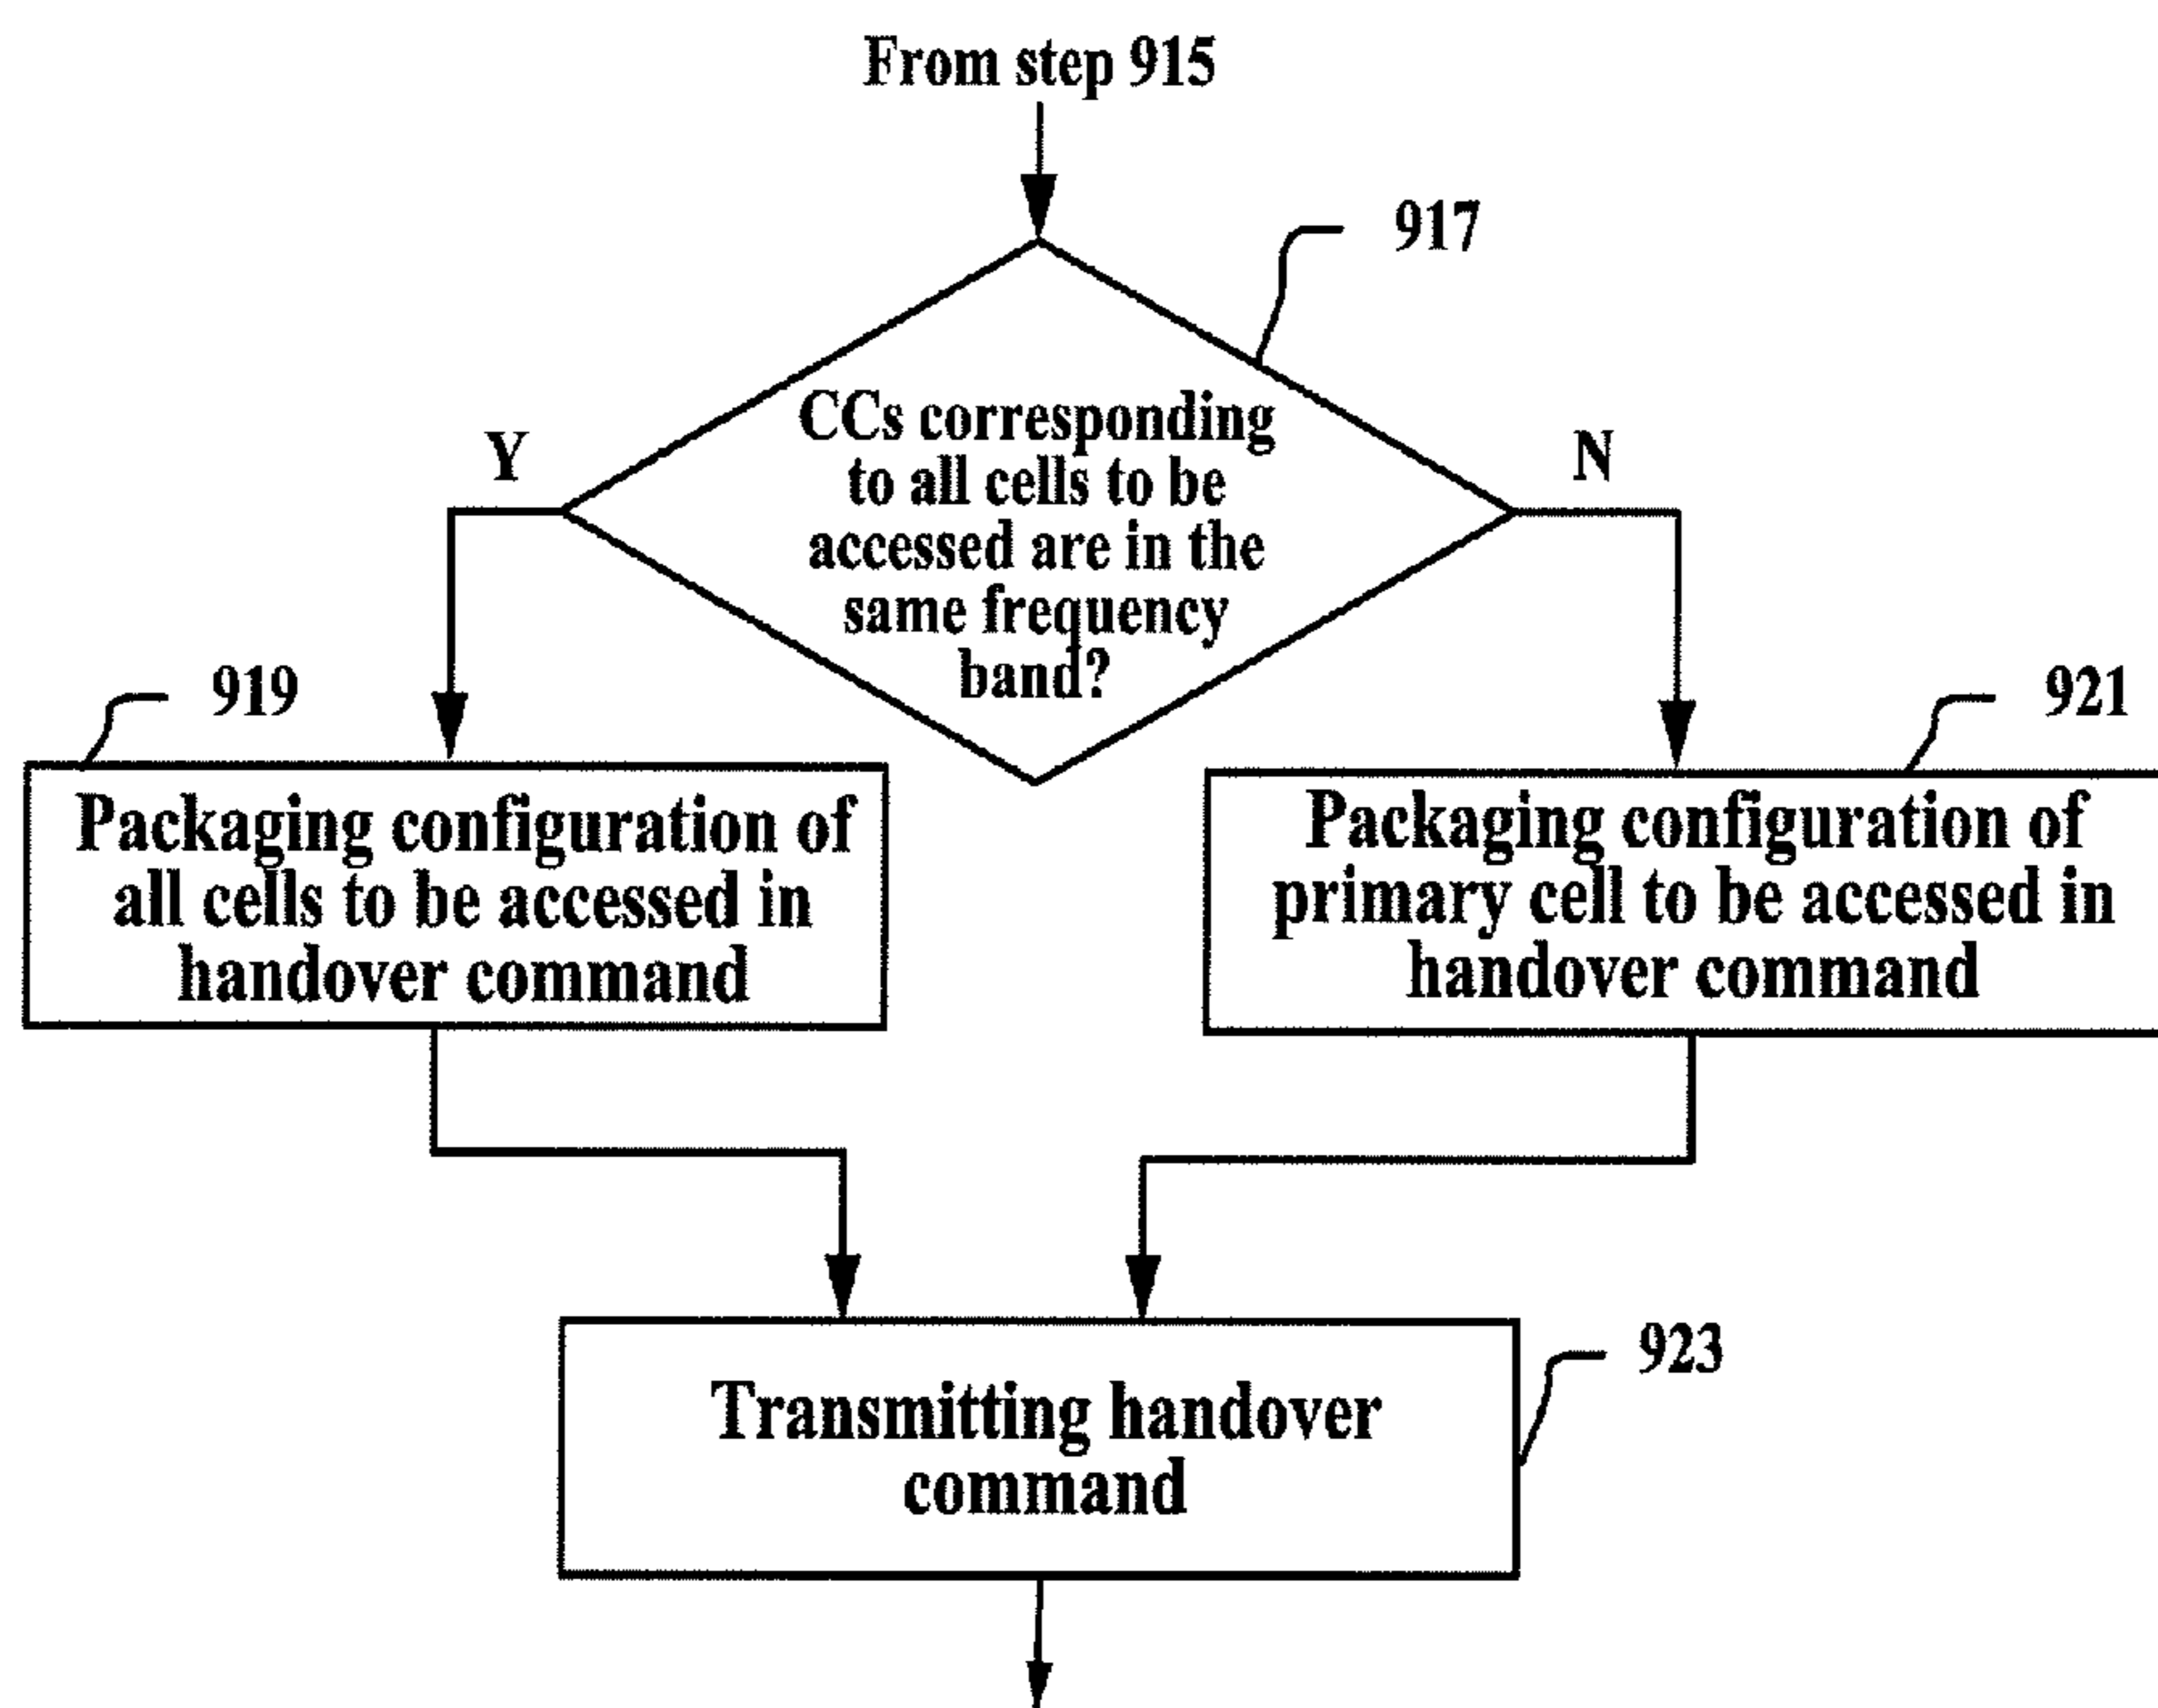 From step 915
917
CCs corresponding
to all cells to be
accessed are in the
same frequency
band?
Y
N
919
Packaging configuration of
all cells to be accessed in
handover command
921
Packaging configuration of
primary cell to be accessed in
handover command
Transmitting handover
command
923